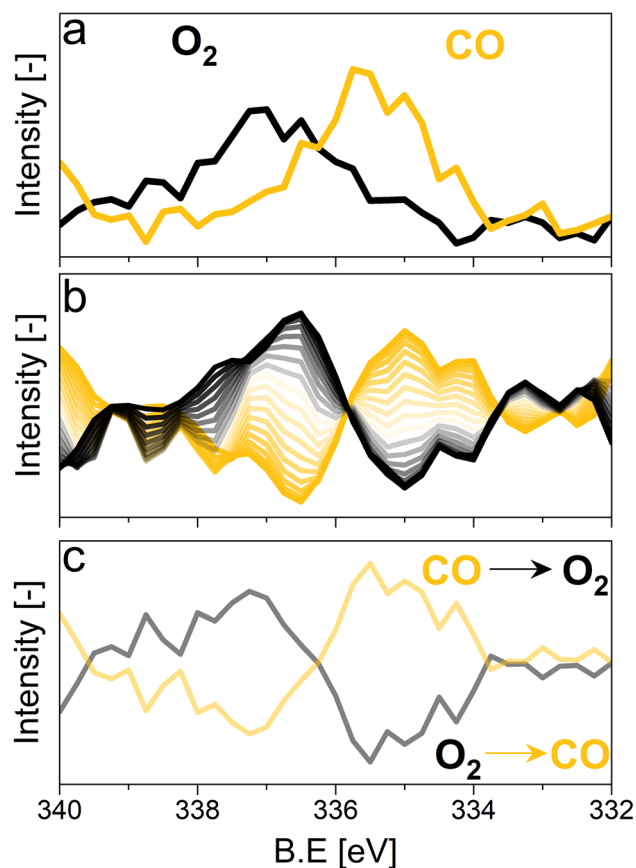 a
O₂
CO
Intensity [-]
b
Intensity [-]
c
CO → O₂
Intensity [-]
O₂ → CO
340
338
336
334
332
B.E [eV]